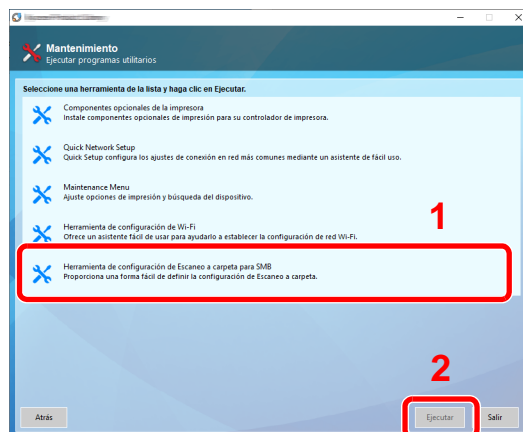 Mantenimiento
Ejecutar programas utilitarios
Seleccione una herramienta de la lista y haga clic en Ejecutar.
Componentes opcionales de la impresora
Instale componentes opcionales de impresión para su controlador de impresora.
Quick Network Setup
Quick Setup configura los ajustes de conexión en red más comunes mediante un asistente de fácil uso.
Maintenance Menu
Ajuste opciones de impresión y búsqueda del dispositivo.
1
Herramienta de configuración de Wi-Fi
Ofrece un asistente fácil de usar para ayudarlo a establecer la configuración de red Wi-Fi.
Herramienta de configuración de Escaneo a carpeta para SMB
Proporciona una forma fácil de definir la configuración de Escaneo a carpeta.
2
Atrás
Ejecutar
Salir